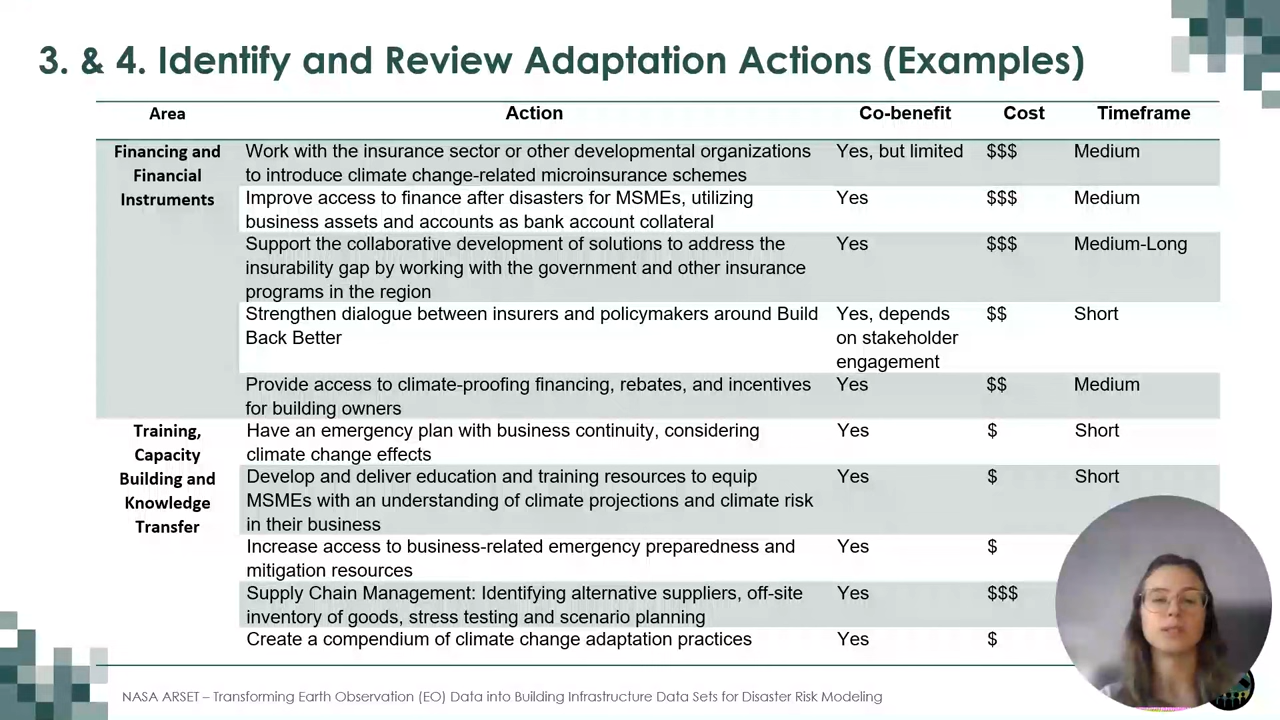 3. & 4. Identify and Review Adaptation Actions (Examples)
Area Action Co-benefit Cost Timeframe
Financing and
Financial
Instruments
Work with the insurance sector or other developmental organizations
to introduce climate change-related microinsurance schemes
Yes, but limited $$$ Medium
Improve access to finance after disasters for MSMEs, utilizing
business assets and accounts as bank account collateral
Yes $$$ Medium
Support the collaborative development of solutions to address the
insurability gap by working with the government and other insurance
programs in the region
Yes $$$ Medium-Long
Strengthen dialogue between insurers and policymakers around Build
Back Better
Yes, depends
on stakeholder
engagement
$$ Short
Provide access to climate-proofing financing, rebates, and incentives
for building owners
Yes $$ Medium
Training,
Capacity
Building and
Knowledge
Transfer
Have an emergency plan with business continuity, considering
climate change effects
Yes $ Short
Develop and deliver education and training resources to equip
MSMEs with an understanding of climate projections and climate risk
in their business
Yes $ Short
Increase access to business-related emergency preparedness and
mitigation resources
Yes $
Supply Chain Management: Identifying alternative suppliers, off-site
inventory of goods, stress testing and scenario planning
Yes $$$
Create a compendium of climate change adaptation practices
Yes $
NASA ARSET – Transforming Earth Observation (EO) Data into Building Infrastructure Data Sets for Disaster Risk Modeling